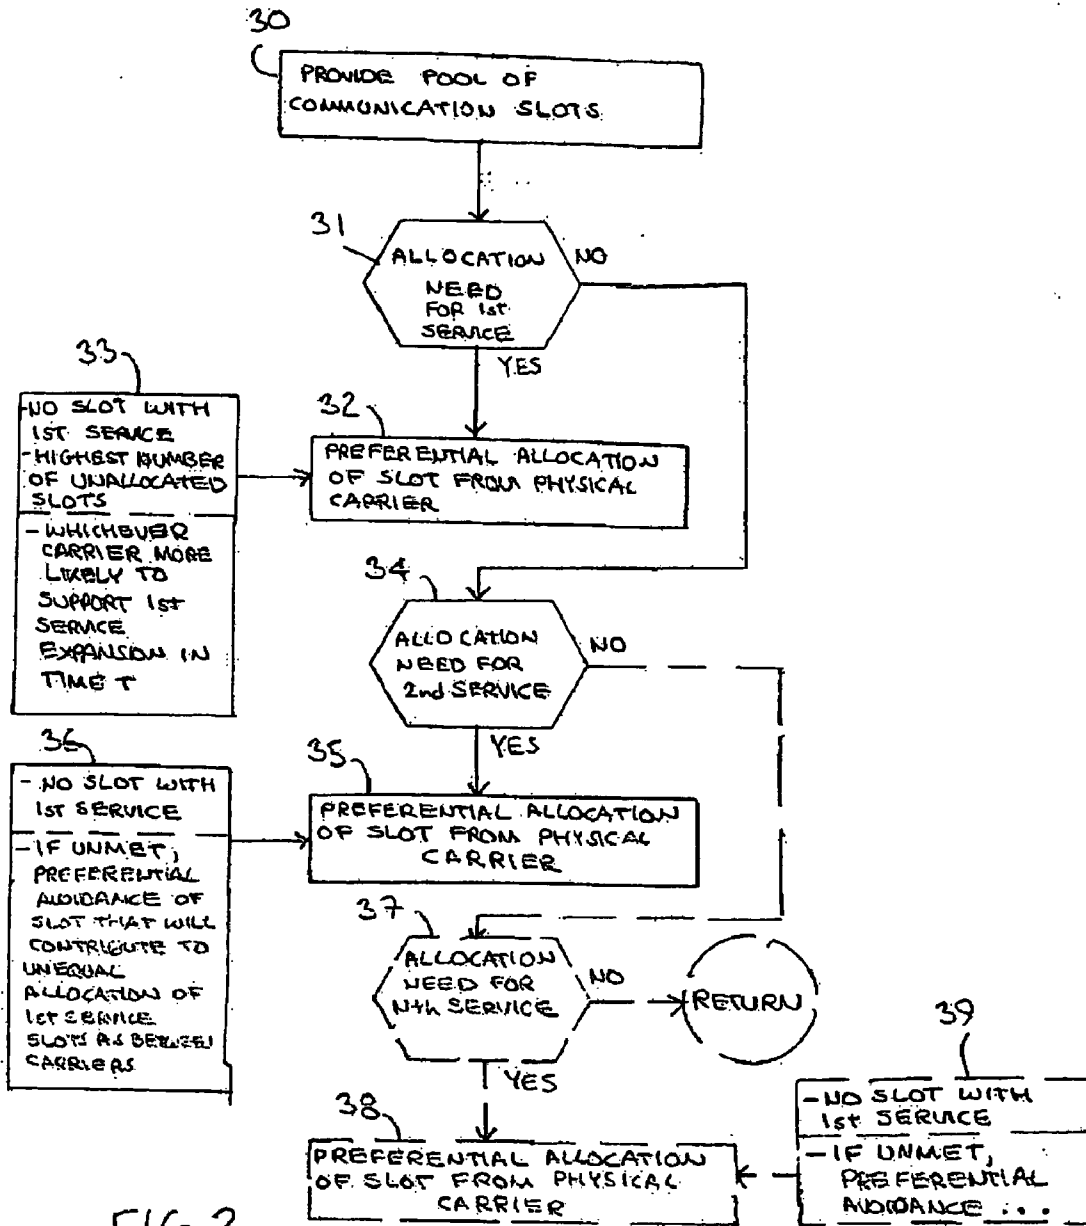 30
PROVIDE POOL OF
COMMUNICATION SLOTS
31
ALLOCATION
NEED
FOR 1st
SERVICE
NO
YES
33
-NO SLOT WITH
1ST SERVICE
-HIGHEST NUMBER
OF UNALLOCATED
SLOTS
- WHICHEVER
CARRIER MORE
LIKELY TO
SUPPORT 1st
SERVICE
EXPANSION IN
TIME T
32
PREFERENTIAL ALLOCATION
OF SLOT FROM PHYSICAL
CARRIER
34
ALLOCATION
NEED FOR
2nd SERVICE
NO
YES
36
- NO SLOT WITH
1ST SERVICE
- IF UNMET,
PREFERENTIAL
AVOIDANCE OF
SLOT THAT WILL
CONTRIBUTE TO
UNEQUAL
ALLOCATION OF
1ST SERVICE
SLOTS AS BETWEEN
CARRIERS
35
PREFERENTIAL ALLOCATION
OF SLOT FROM PHYSICAL
CARRIER
37
ALLOCATION
NEED FOR
Nth SERVICE
NO
RETURN
YES
38
PREFERENTIAL ALLOCATION
OF SLOT FROM PHYSICAL
CARRIER
39
- NO SLOT WITH
1st SERVICE
- IF UNMET,
PREFERENTIAL
AVOIDANCE ...
FIG 2